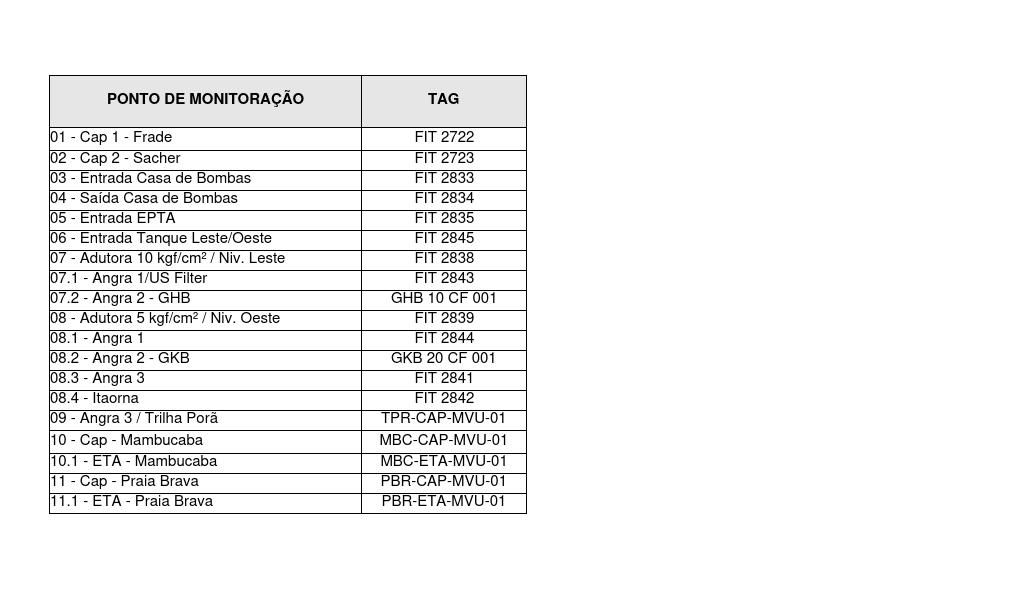 PONTO DE MONITORAÇÃO TAG
01 - Cap 1 - Frade FIT 2722
02 - Cap 2 - Sacher FIT 2723
03 - Entrada Casa de Bombas FIT 2833
04 - Saída Casa de Bombas FIT 2834
05 - Entrada EPTA FIT 2835
06 - Entrada Tanque Leste/Oeste FIT 2845
07 - Adutora 10 kgf/cm² / Niv. Leste FIT 2838
07.1 - Angra 1/US Filter FIT 2843
07.2 - Angra 2 - GHB GHB 10 CF 001
08 - Adutora 5 kgf/cm² / Niv. Oeste FIT 2839
08.1 - Angra 1 FIT 2844
08.2 - Angra 2 - GKB GKB 20 CF 001
08.3 - Angra 3 FIT 2841
08.4 - Itaorna FIT 2842
09 - Angra 3 / Trilha Porã TPR-CAP-MVU-01
10 - Cap - Mambucaba MBC-CAP-MVU-01
10.1 - ETA - Mambucaba MBC-ETA-MVU-01
11 - Cap - Praia Brava PBR-CAP-MVU-01
11.1 - ETA - Praia Brava PBR-ETA-MVU-01